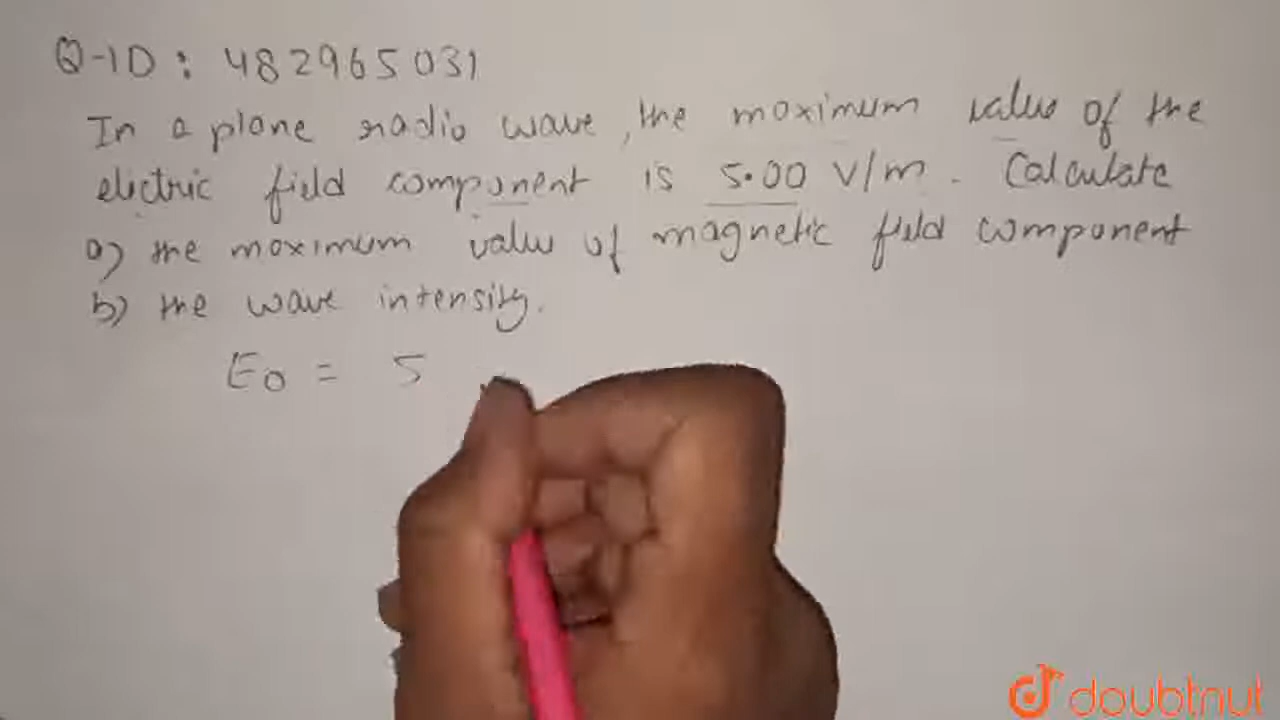 Q-ID : 482965031
In a plane radio wave, the maximum value of the
electric field component is 5.00 V/m. Calculate
a) the maximum value of magnetic field component
b) the wave intensity.
E0 = 5
doubtnut